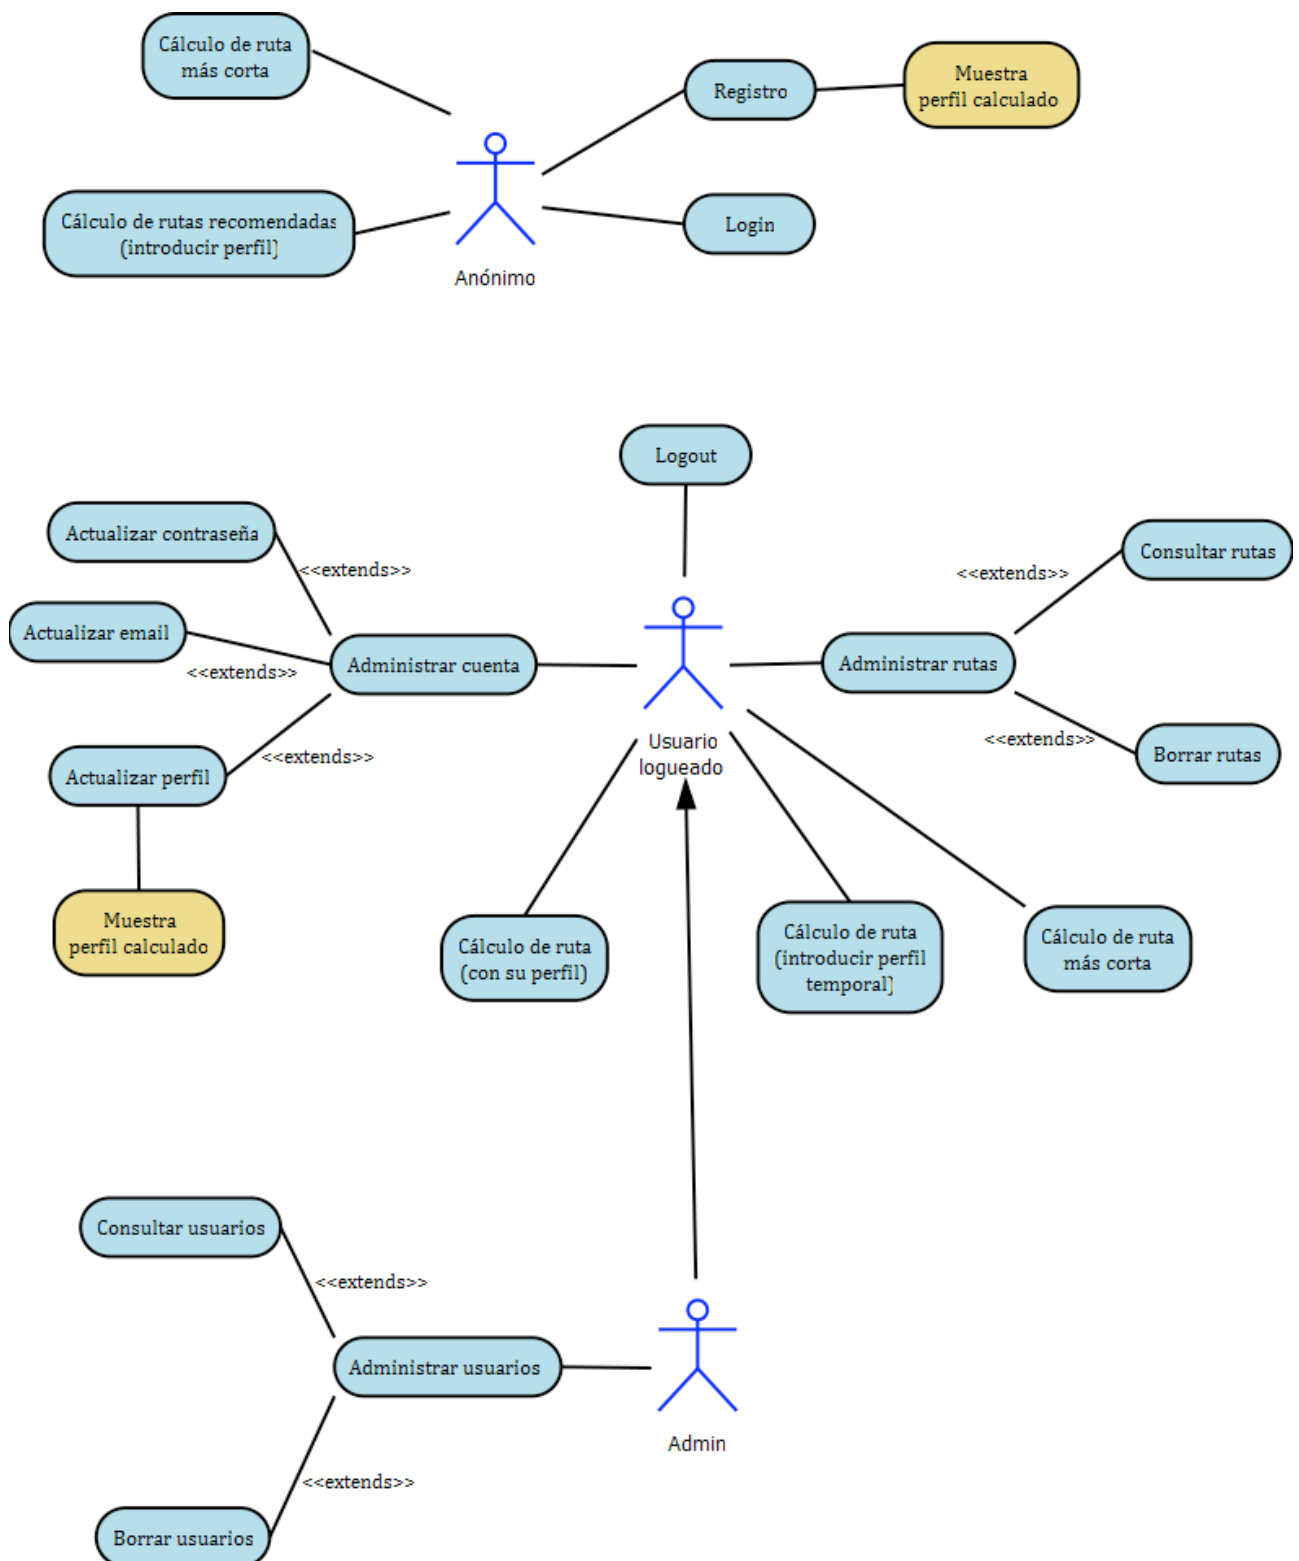 Cálculo de ruta
más corta
Registro
Muestra
perfil calculado
Cálculo de rutas recomendadas
(introducir perfil)
Login
Anónimo
Logout
Actualizar contraseña
<<extends>>
Consultar rutas
<<extends>>
Actualizar email
<<extends>>
Administrar cuenta
Administrar rutas
Usuario
logueado
<<extends>>
Borrar rutas
<<extends>>
Actualizar perfil
Muestra
perfil calculado
Cálculo de ruta
(con su perfil)
Cálculo de ruta
(introducir perfil
temporal)
Cálculo de ruta
más corta
Consultar usuarios
<<extends>>
Administrar usuarios
Admin
<<extends>>
Borrar usuarios